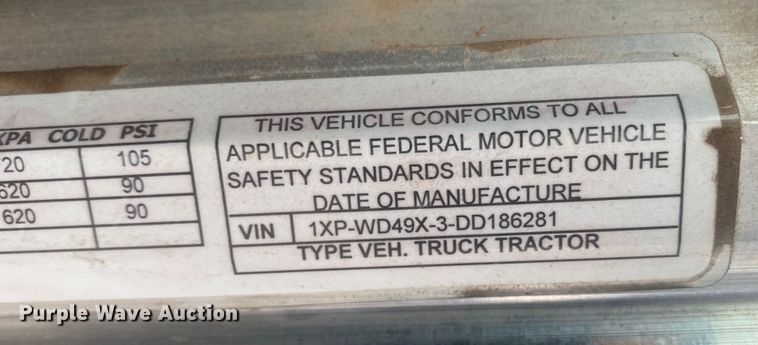 THIS VEHICLE CONFORMS TO ALL
KPA COLD PSI
APPLICABLE FEDERAL MOTOR VEHICLE
20 105
SAFETY STANDARDS IN EFFECT ON THE
620 90
DATE OF MANUFACTURE
620 90
VIN 1XP-WD49X-3-DD186281
TYPE VEH. TRUCK TRACTOR
Purple Wave Auction